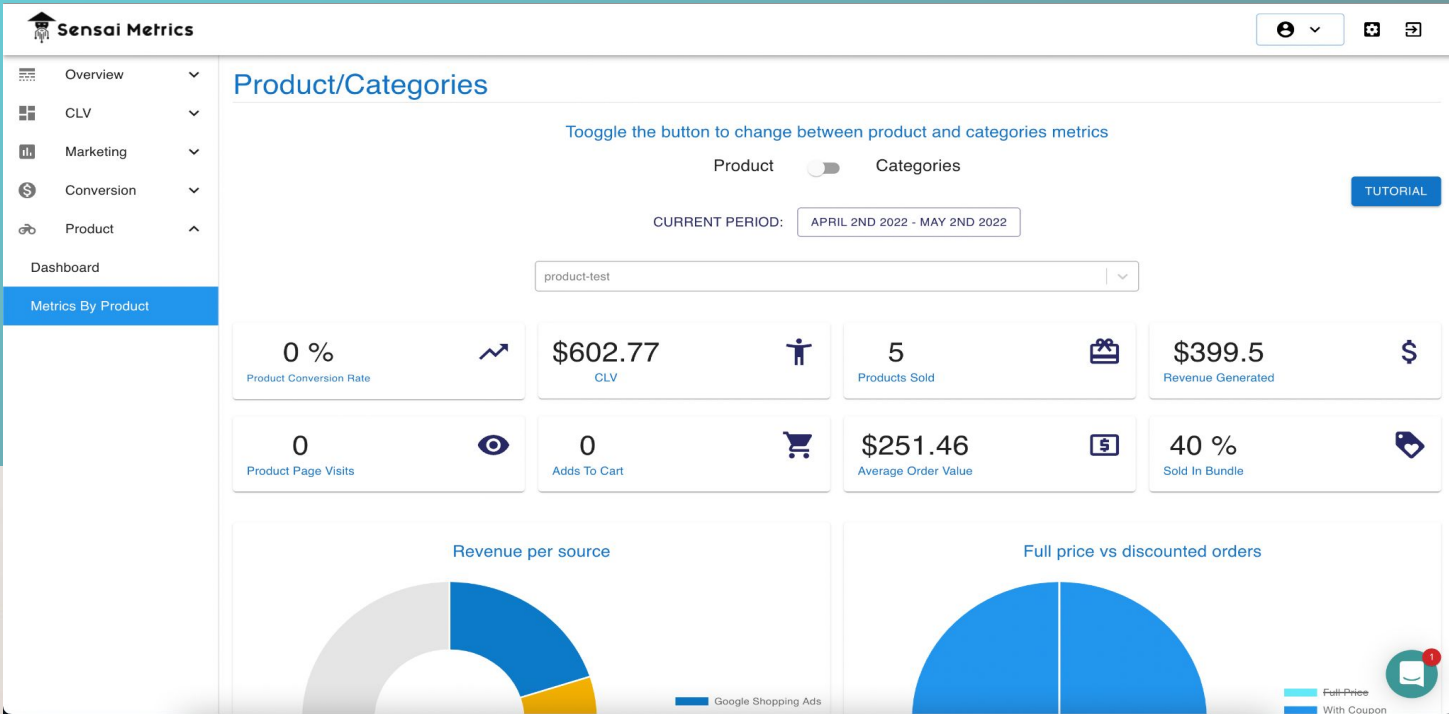 Sensai Metrics
Overview
CLV
Marketing
Conversion
Product
Dashboard
Metrics By Product
Product/Categories
Tooggle the button to change between product and categories metrics
Product Categories
TUTORIAL
CURRENT PERIOD: APRIL 2ND 2022 - MAY 2ND 2022
product-test
0 %
Product Conversion Rate
$602.77
CLV
5
Products Sold
$399.5
Revenue Generated
0
Product Page Visits
0
Adds To Cart
$251.46
Average Order Value
40 %
Sold In Bundle
Revenue per source
Google Shopping Ads
Full price vs discounted orders
Full Price
With Coupon
1